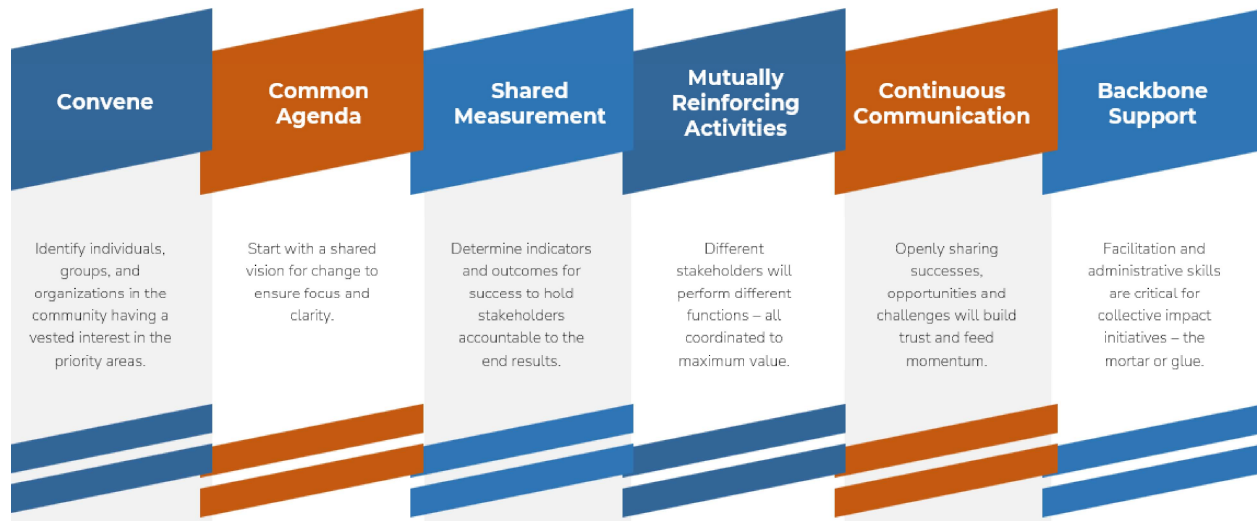 Convene
Identify individuals,
groups, and
organizations in the
community having a
vested interest in the
priority areas.
Common
Agenda
Start with a shared
vision for change to
ensure focus and
clarity.
Shared
Measurement
Determine indicators
and outcomes for
success to hold
stakeholders
accountable to the
end results.
Mutually
Reinforcing
Activities
Different
stakeholders will
perform different
functions – all
coordinated to
maximum value.
Continuous
Communication
Openly sharing
successes,
opportunities and
challenges will build
trust and feed
momentum.
Backbone
Support
Facilitation and
administrative skills
are critical for
collective impact
initiatives – the
mortar or glue.